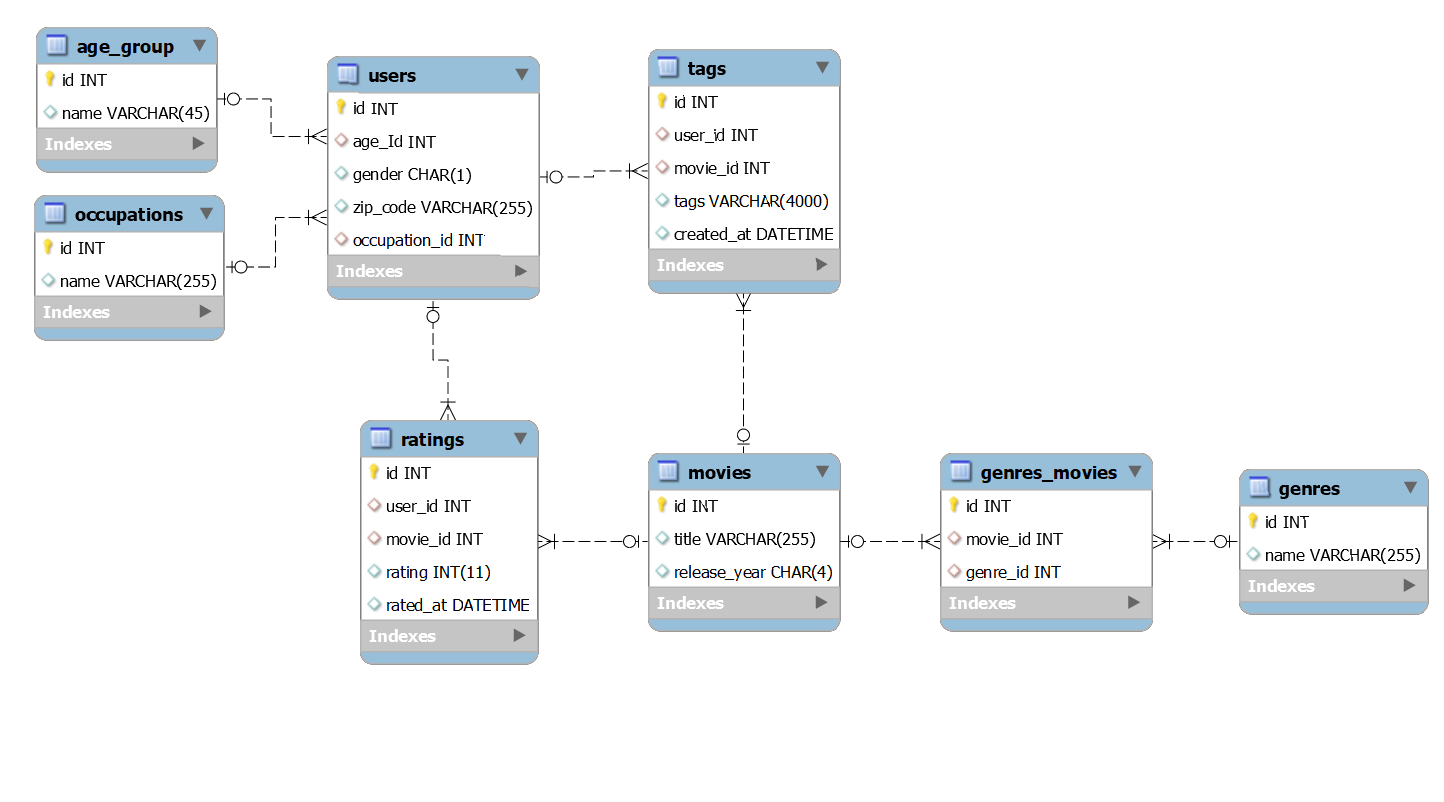 age_group
id INT
name VARCHAR(45)
Indexes
occupations
id INT
name VARCHAR(255)
Indexes
users
id INT
age_Id INT
gender CHAR(1)
zip_code VARCHAR(255)
occupation_id INT
Indexes
tags
id INT
user_id INT
movie_id INT
tags VARCHAR(4000)
created_at DATETIME
Indexes
ratings
id INT
user_id INT
movie_id INT
rating INT(11)
rated_at DATETIME
Indexes
movies
id INT
title VARCHAR(255)
release_year CHAR(4)
Indexes
genres_movies
id INT
movie_id INT
genre_id INT
Indexes
genres
id INT
name VARCHAR(255)
Indexes